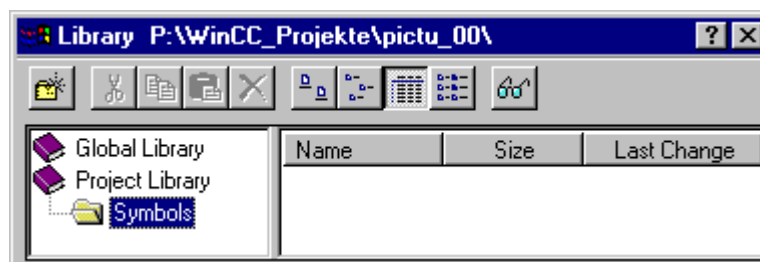 Library P:\WinCC_Projekte\pictu_00\
Global Library
Project Library
Symbols
Name Size Last Change